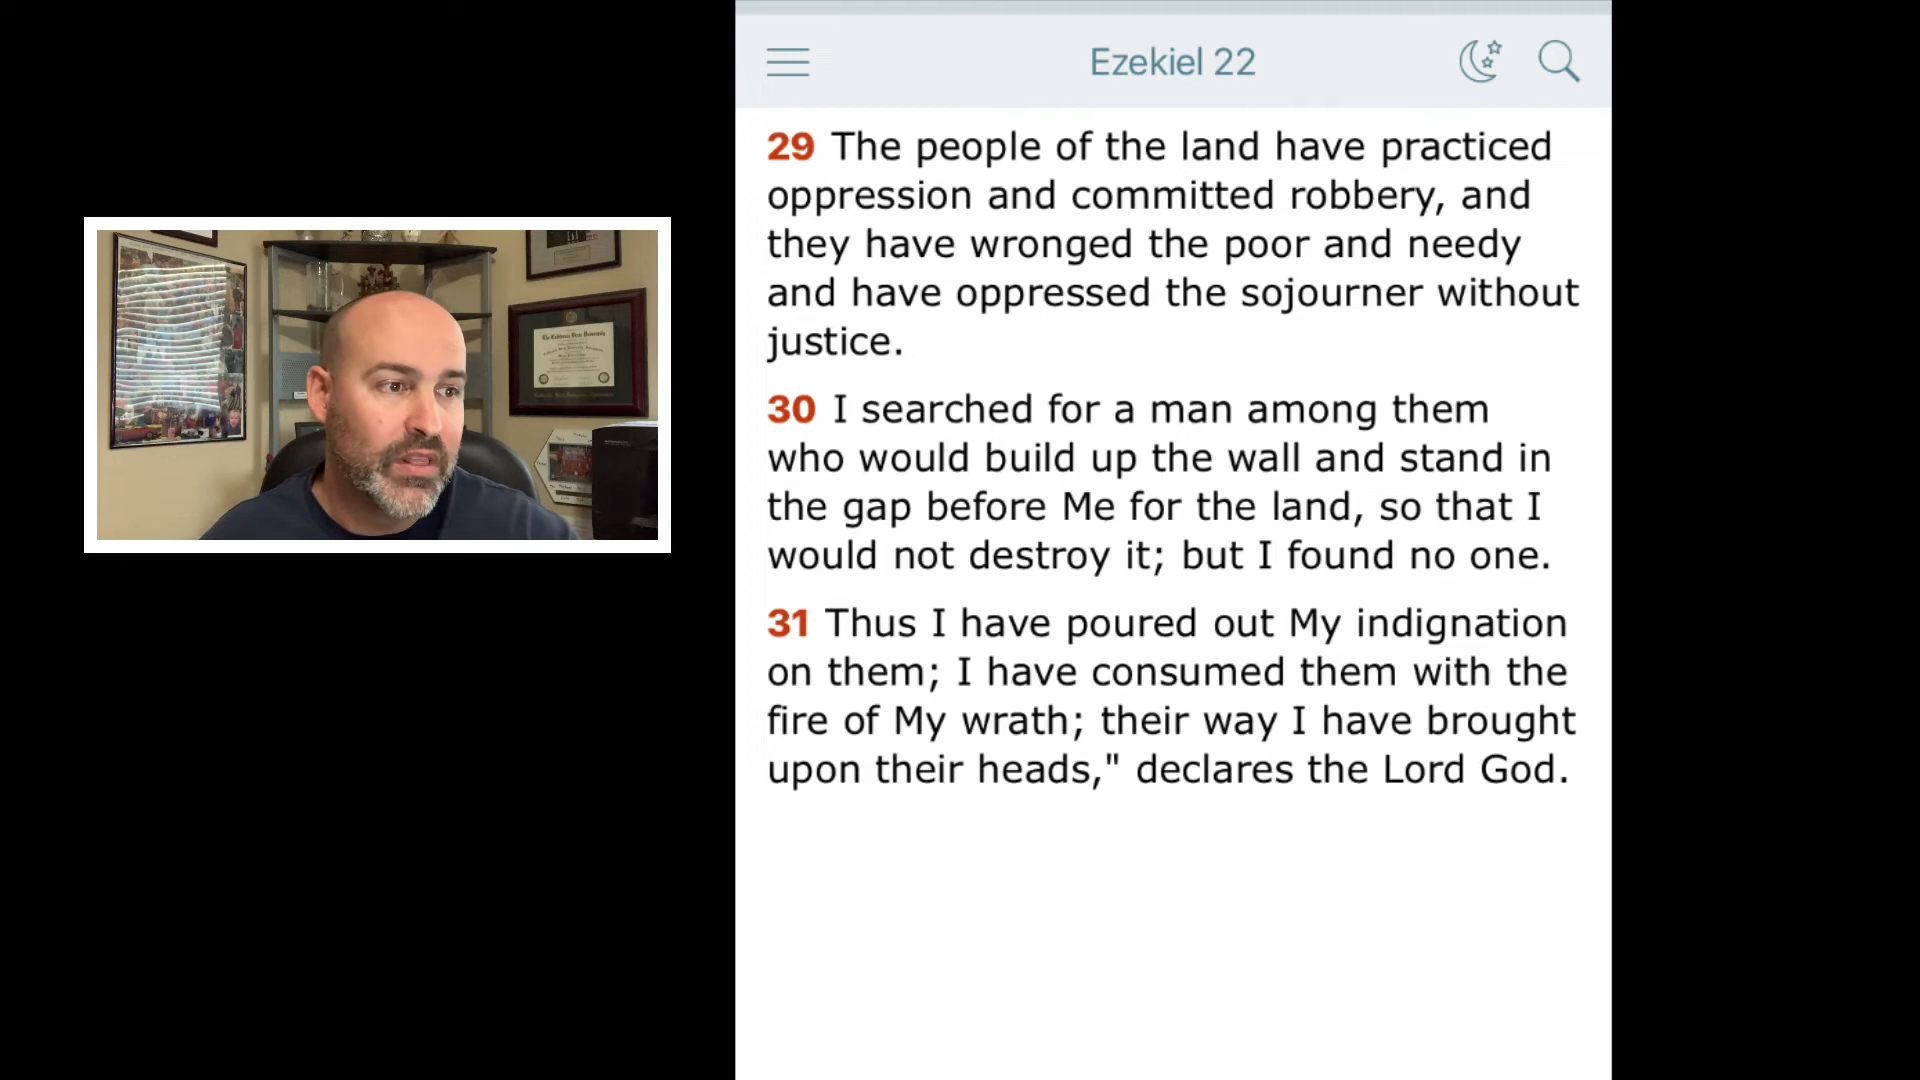 Ezekiel 22
29 The people of the land have practiced
oppression and committed robbery, and
they have wronged the poor and needy
and have oppressed the sojourner without
justice.
30 I searched for a man among them
who would build up the wall and stand in
the gap before Me for the land, so that I
would not destroy it; but I found no one.
31 Thus I have poured out My indignation
on them; I have consumed them with the
fire of My wrath; their way I have brought
upon their heads," declares the Lord God.
The California State University